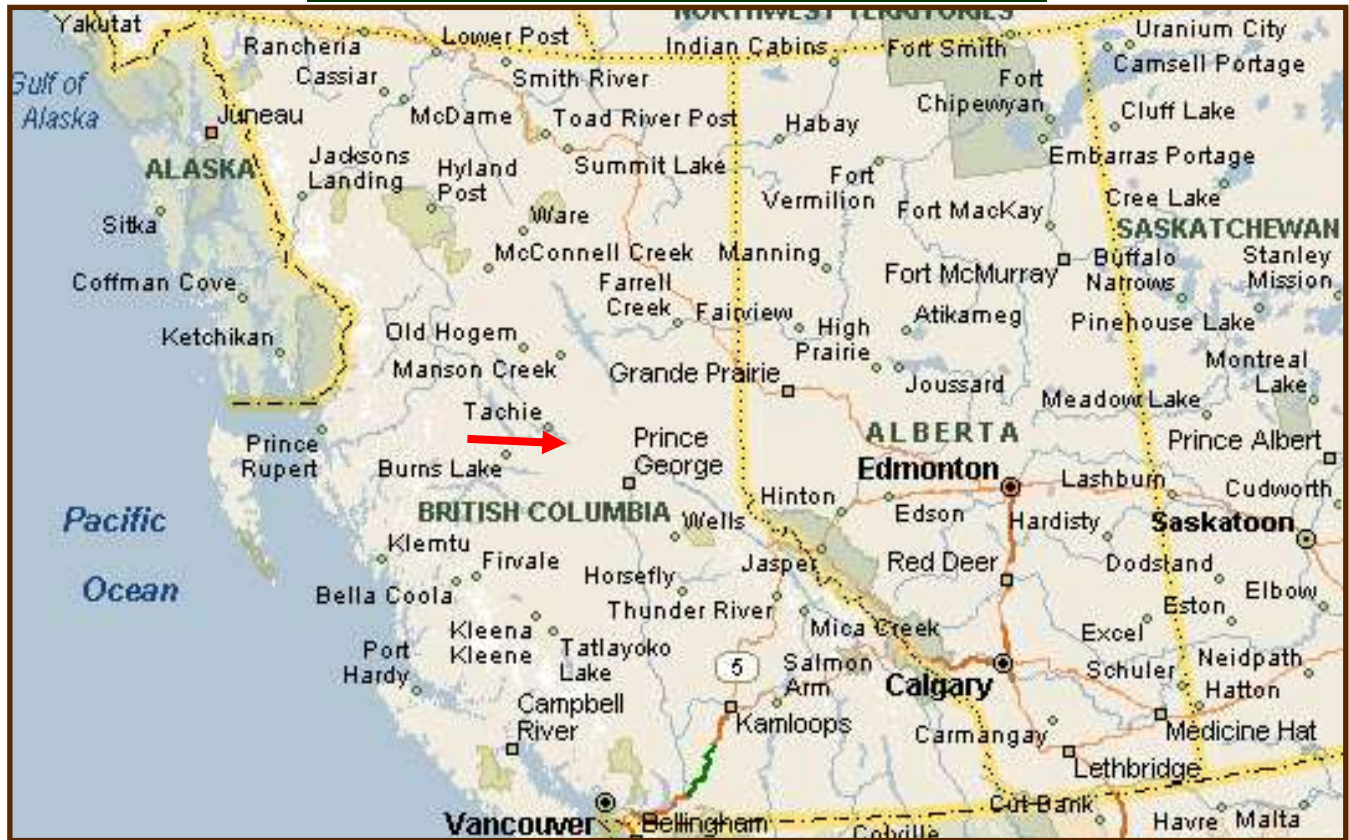 NORTHWEST TERRITORIES
Yakutat
Rancheria
Lower Post
Indian Cabins
Fort Smith
Uranium City
Gulf of
Alaska
Cassiar
Smith River
Fort
Chipewyan
Camsell Portage
Juneau
McDame
Toad River Post
Habay
Cluff Lake
ALASKA
Jacksons
Landing
Hyland
Post
Summit Lake
Fort
Vermilion
Embarras Portage
Sitka
Ware
Fort MacKay
Cree Lake
SASKATCHEWAN
McConnell Creek
Manning
Fort McMurray
Buffalo
Narrows
Stanley
Mission
Coffman Cove
Farrell
Creek
Fairview
High
Prairie
Atikameg
Pinehouse Lake
Ketchikan
Old Hogem
Manson Creek
Grande Prairie
Joussard
Montreal
Lake
Meadow Lake
Tachie
ALBERTA
Prince
Rupert
Burns Lake
Prince
George
Edmonton
Lashburn
Prince Albert
Hinton
Cudworth
Pacific
Ocean
BRITISH COLUMBIA
Wells
Edson
Hardisty
Saskatoon
Klemtu
Firvale
Horsefly
Jasper
Red Deer
Dodsland
Bella Coola
Thunder River
Elbow
Eston
Kleena
Kleene
Tatlayoko
Lake
Mica Creek
Excel
Port
Hardy
5
Salmon
Arm
Calgary
Schuler
Neidpath
Hatton
Campbell
River
Kamloops
Carmangay
Medicine Hat
Lethbridge
Vancouver
Bellingham
Colville
Cut Bank
Havre
Malta